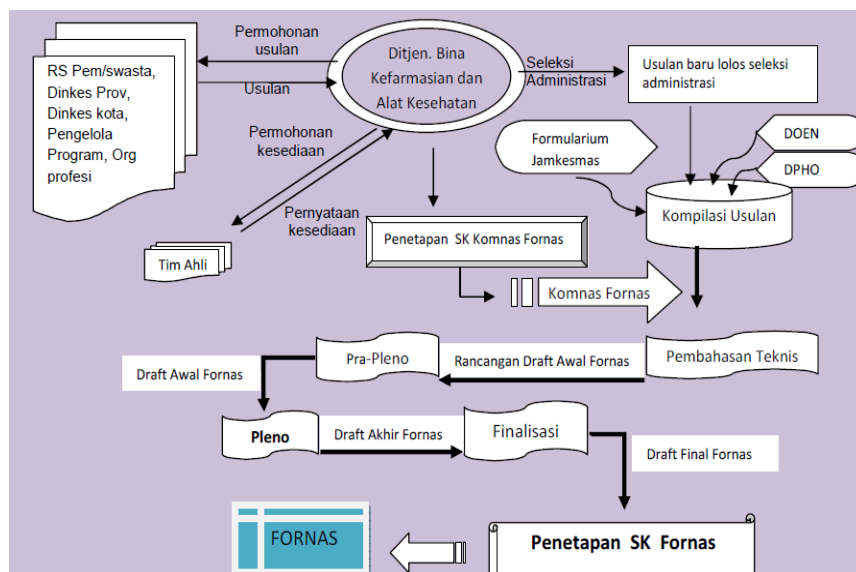 Permohonan
usulan
Usulan
RS Pem/swasta,
Dinkes Prov,
Dinkes kota,
Pengelola
Program, Org
profesi
Ditjen. Bina
Kefarmasian dan
Alat Kesehatan
Seleksi
Administrasi
Usulan baru lolos seleksi
administrasi
Permohonan
kesediaan
Pernyataan
kesediaan
Tim Ahli
Formularium
Jamkesmas
DOEN
DPHO
Kompilasi Usulan
Penetapan SK Komnas Fornas
Komnas Fornas
Pembahasan Teknis
Rancangan Draft Awal Fornas
Pra-Pleno
Draft Awal Fornas
Pleno
Draft Akhir Fornas
Finalisasi
Draft Final Fornas
Penetapan SK Fornas
FORNAS